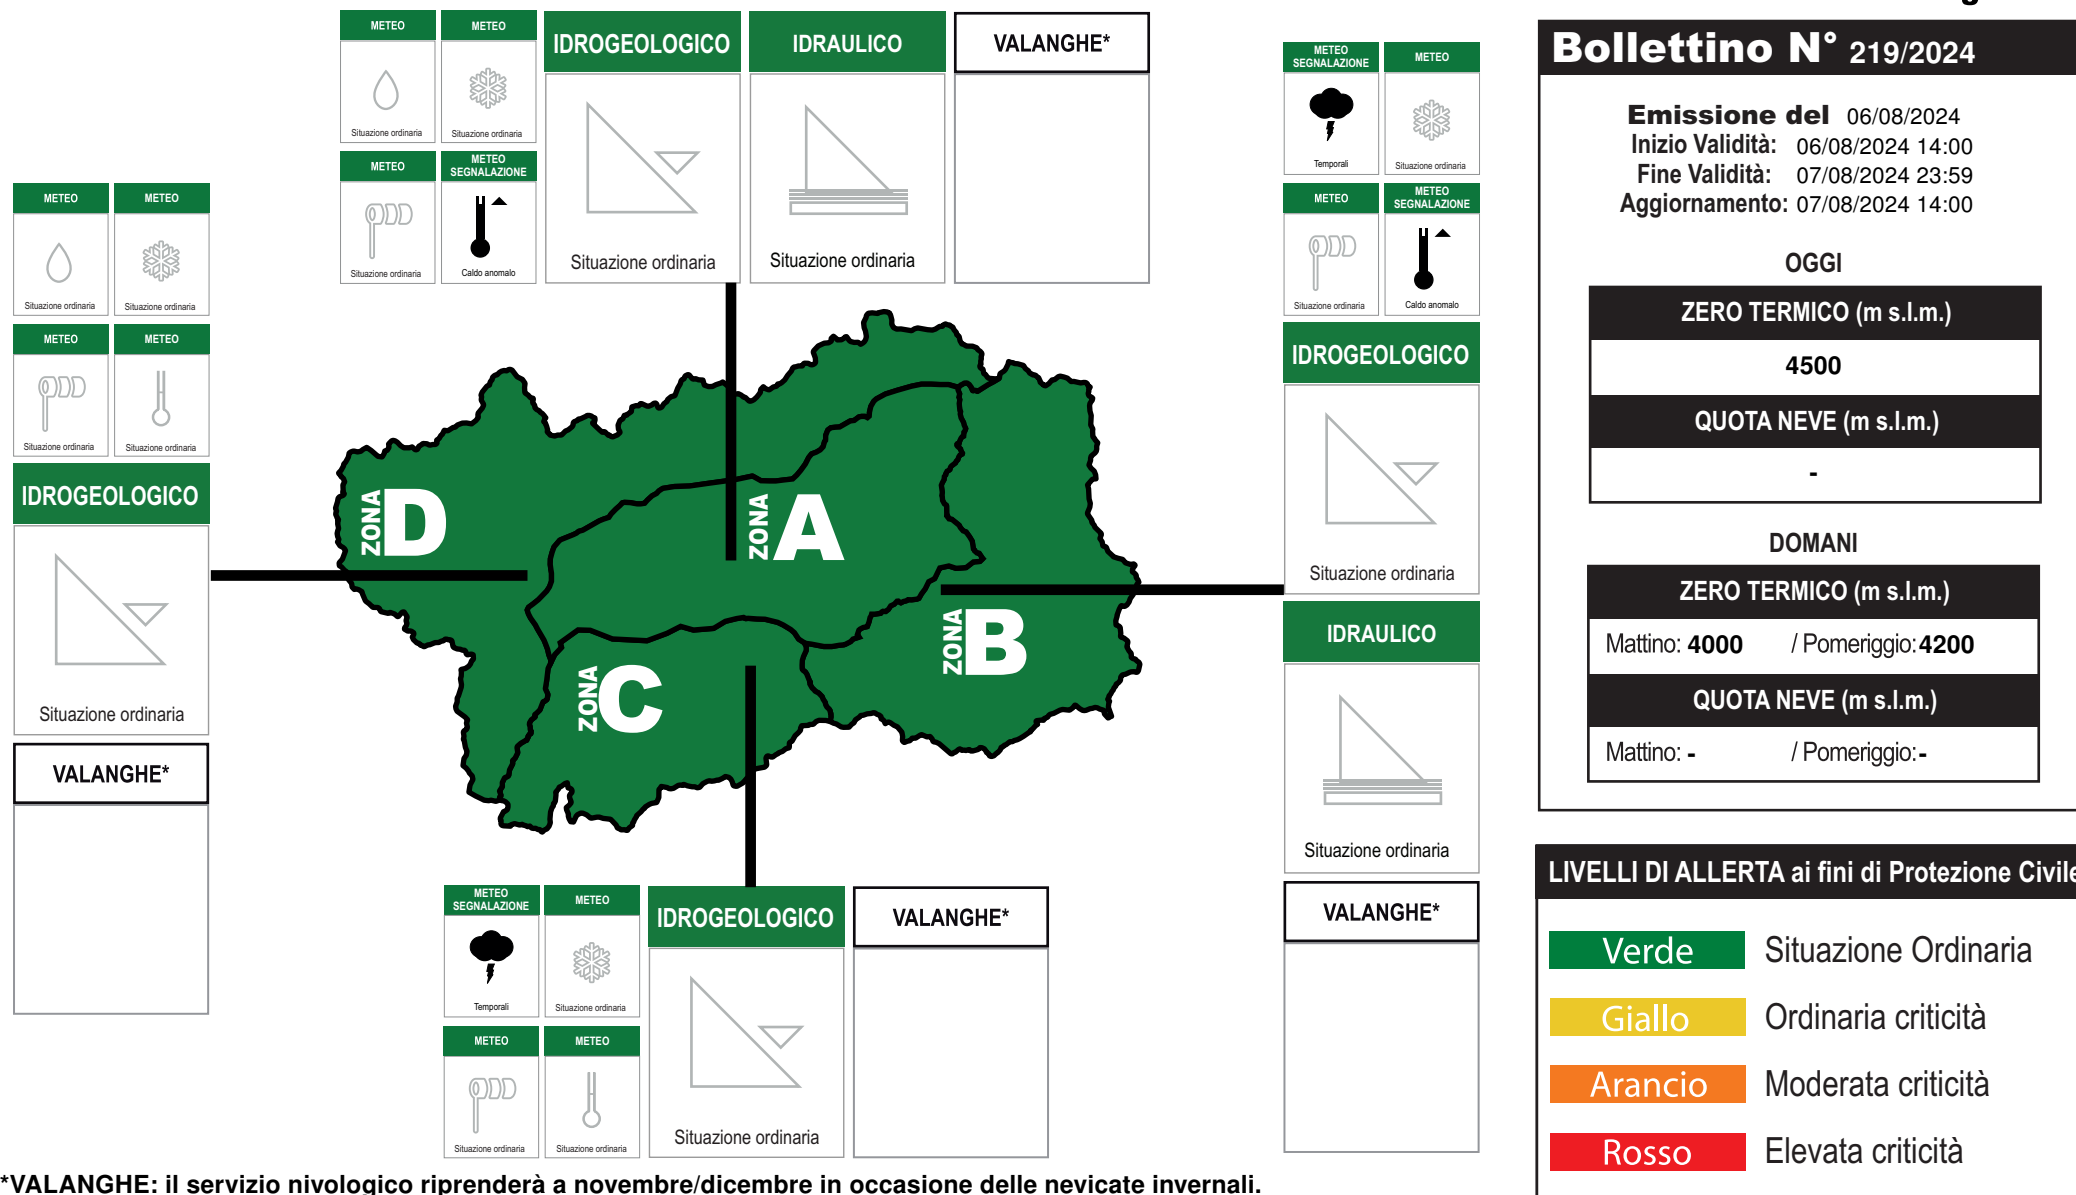 METEO
Situazione ordinaria
METEO
Situazione ordinaria
METEO
Situazione ordinaria
METEO
SEGNALAZIONE
Caldo anomalo
IDROGEOLOGICO
Situazione ordinaria
IDRAULICO
Situazione ordinaria
VALANGHE*
METEO
Situazione ordinaria
METEO
Situazione ordinaria
METEO
Situazione ordinaria
METEO
Situazione ordinaria
IDROGEOLOGICO
Situazione ordinaria
VALANGHE*
ZONA D
ZONA A
ZONA B
ZONA C
METEO
SEGNALAZIONE
Temporali
METEO
Situazione ordinaria
METEO
Situazione ordinaria
METEO
SEGNALAZIONE
Caldo anomalo
IDROGEOLOGICO
Situazione ordinaria
IDRAULICO
Situazione ordinaria
VALANGHE*
METEO
SEGNALAZIONE
Temporali
METEO
Situazione ordinaria
METEO
Situazione ordinaria
METEO
Situazione ordinaria
IDROGEOLOGICO
Situazione ordinaria
VALANGHE*
*VALANGHE: il servizio nivologico riprenderà a novembre/dicembre in occasione delle nevicate invernali.
Bollettino N° 219/2024
Emissione del 06/08/2024
Inizio Validità: 06/08/2024 14:00
Fine Validità: 07/08/2024 23:59
Aggiornamento: 07/08/2024 14:00
OGGI
ZERO TERMICO (m s.l.m.)
4500
QUOTA NEVE (m s.l.m.)
-
DOMANI
ZERO TERMICO (m s.l.m.)
Mattino: 4000 / Pomeriggio: 4200
QUOTA NEVE (m s.l.m.)
Mattino: - / Pomeriggio: -
LIVELLI DI ALLERTA ai fini di Protezione Civile
Verde Situazione Ordinaria
Giallo Ordinaria criticità
Arancio Moderata criticità
Rosso Elevata criticità